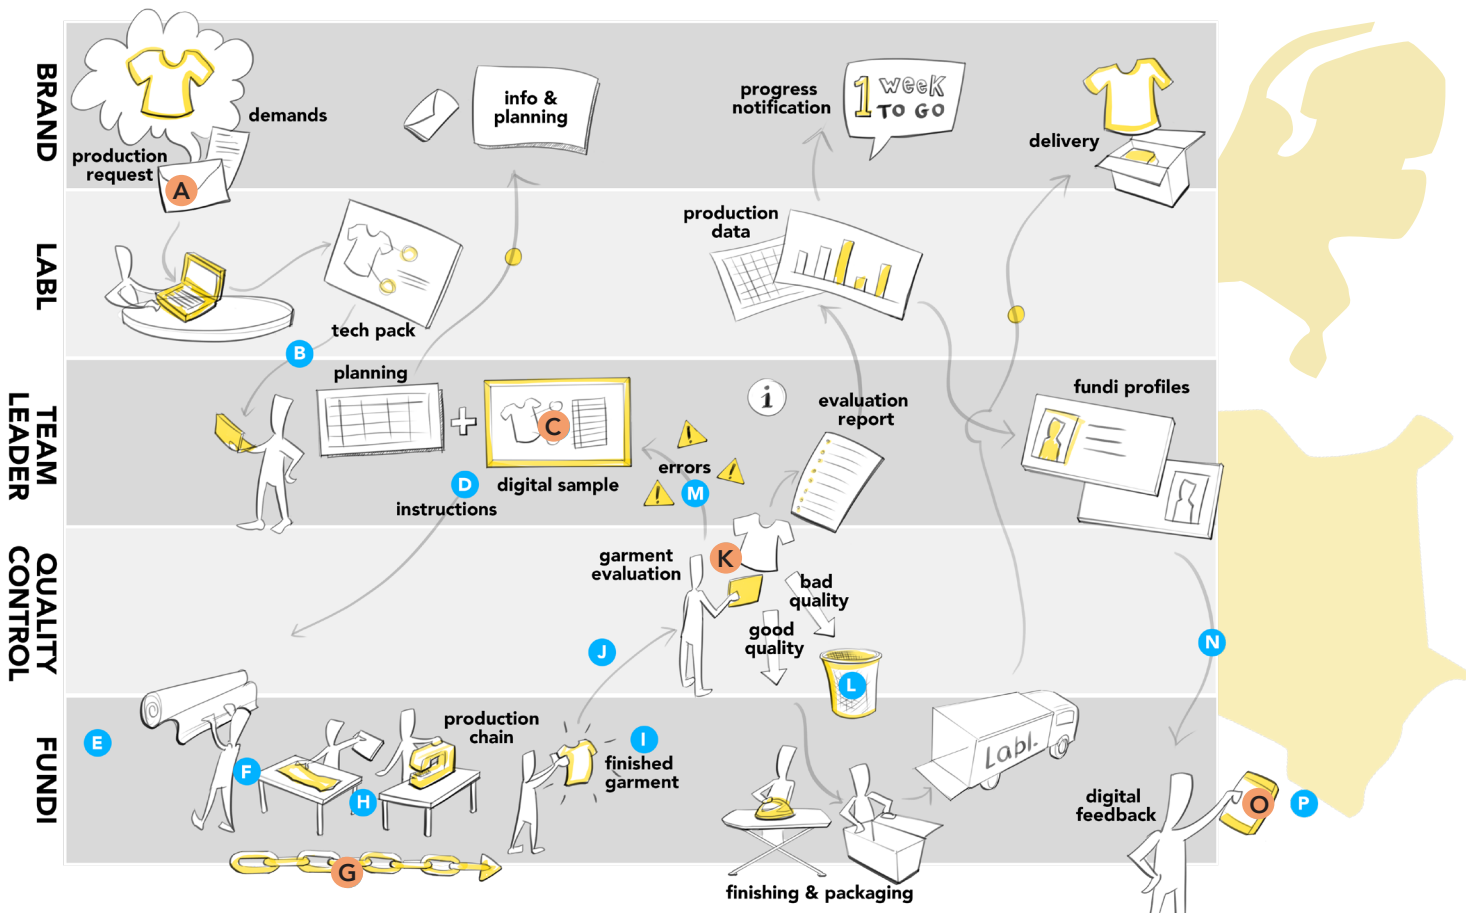 BRAND
demands
production
request
A
info &
planning
progress
notification
1 week
TO GO
delivery
LABL
tech pack
B
production
data
TEAM
LEADER
planning
C
digital sample
D
instructions
errors
M
i
evaluation
report
fundi profiles
QUALITY
CONTROL
garment
evaluation
K
bad
quality
good
quality
J
L
N
FUNDI
E
F
H
G
production
chain
I
finished
garment
finishing & packaging
Labl.
digital
feedback
O
P